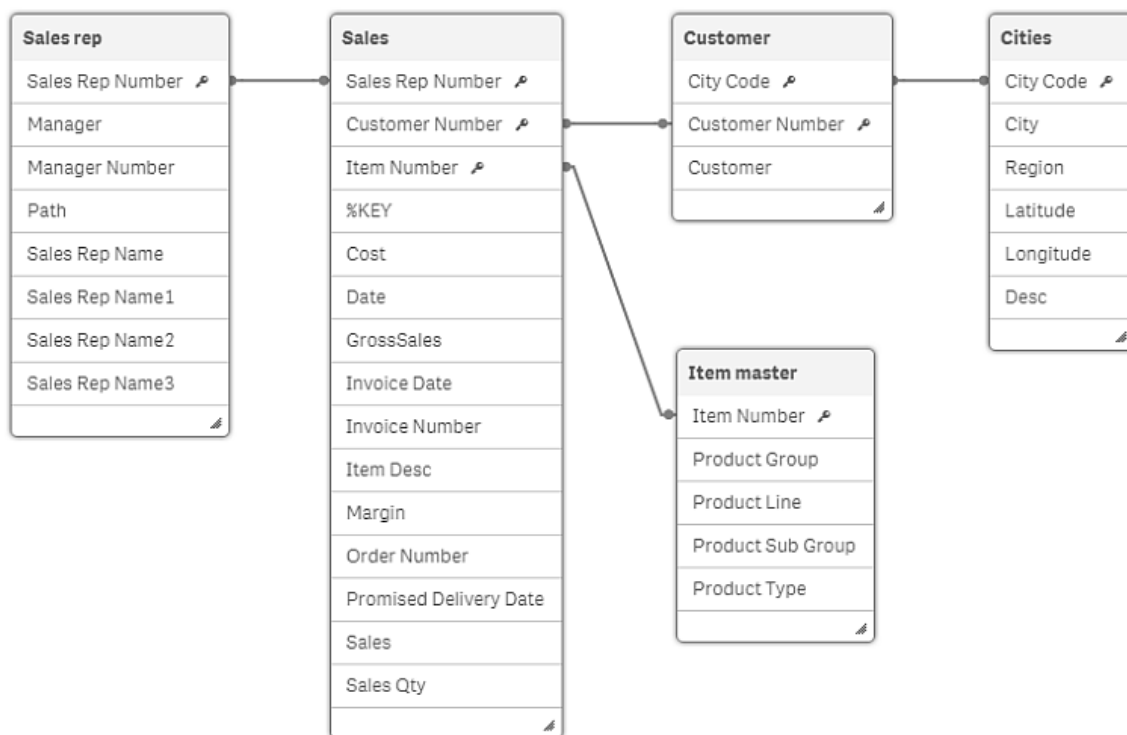 Sales rep
Sales Rep Number
Manager
Manager Number
Path
Sales Rep Name
Sales Rep Name1
Sales Rep Name2
Sales Rep Name3
Sales
Sales Rep Number
Customer Number
Item Number
%KEY
Cost
Date
GrossSales
Invoice Date
Invoice Number
Item Desc
Margin
Order Number
Promised Delivery Date
Sales
Sales Qty
Customer
City Code
Customer Number
Customer
Item master
Item Number
Product Group
Product Line
Product Sub Group
Product Type
Cities
City Code
City
Region
Latitude
Longitude
Desc